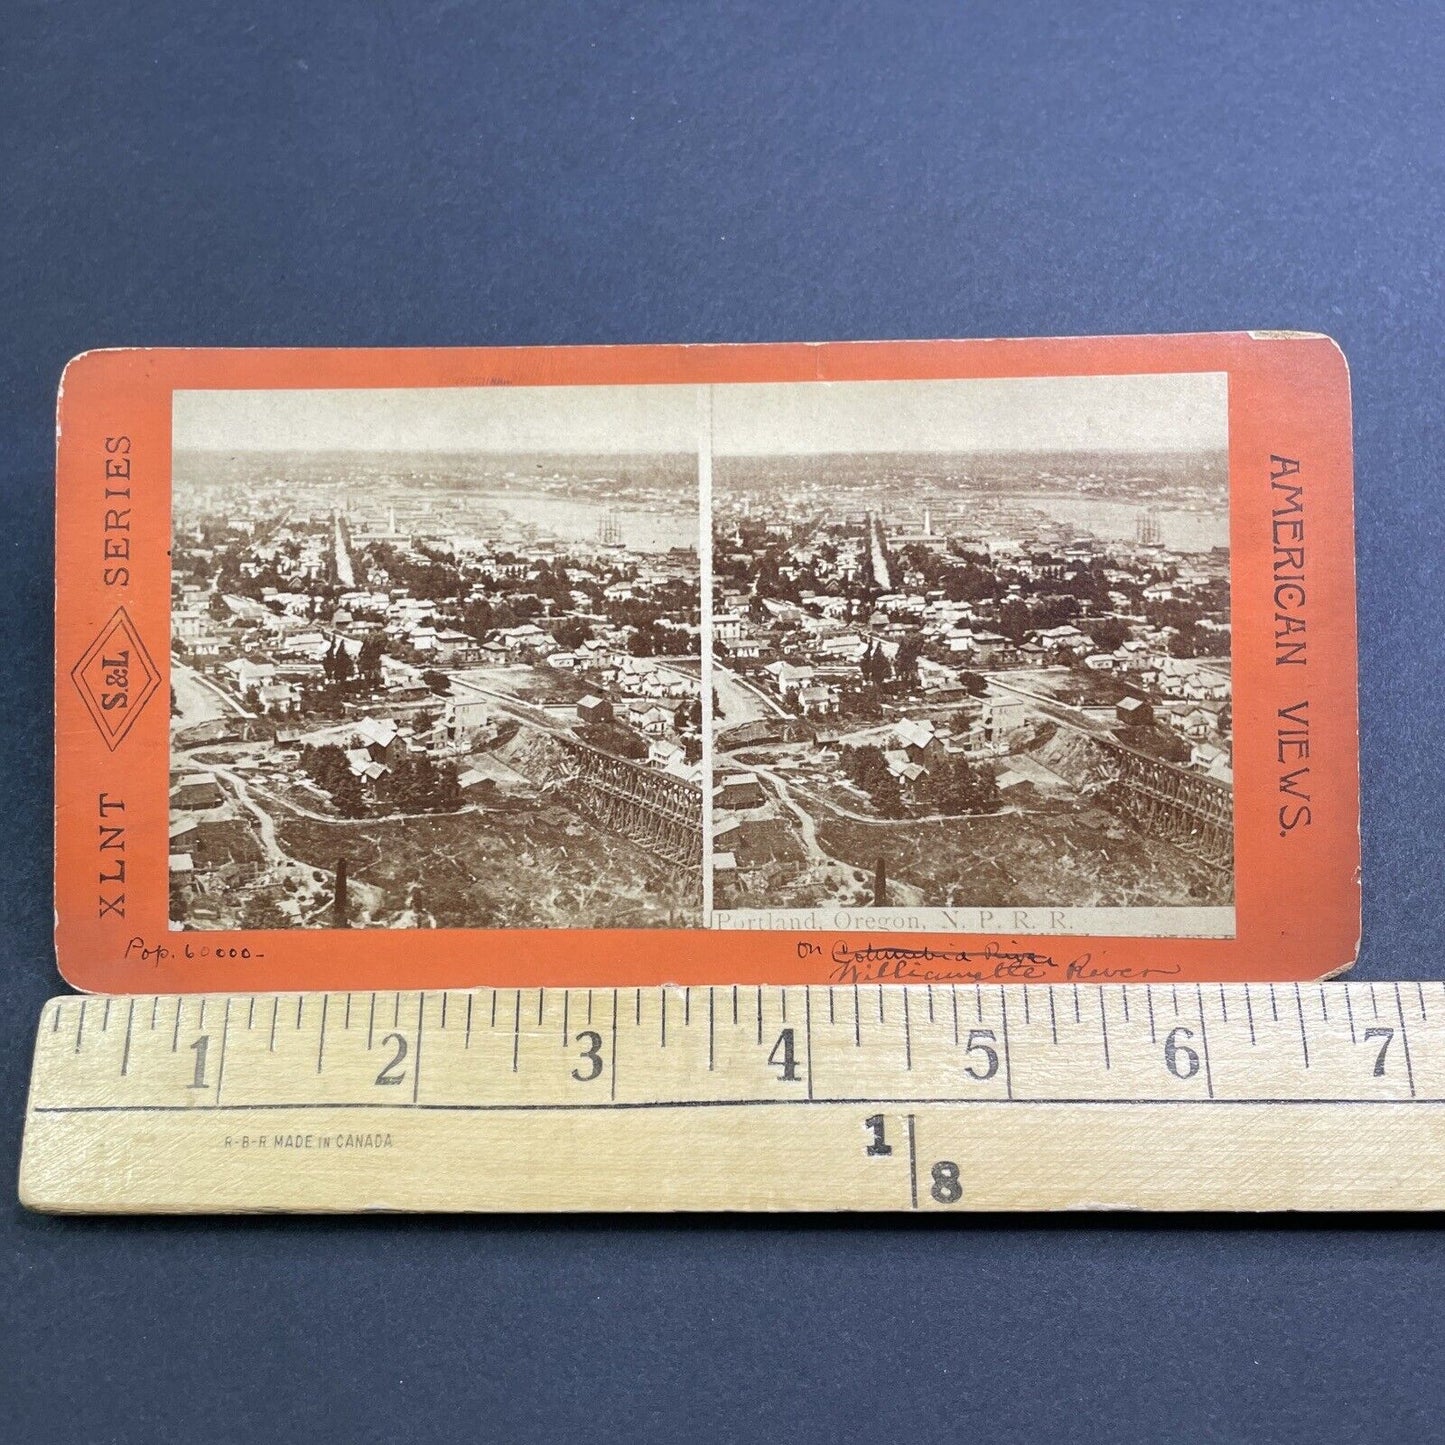 XLNT S.&L SERIES
AMERICAN VIEWS.
Portland, Oregon, N. P. R. R.
Pop. 60000-
on Columbia River
Williamette River
1 2 3 4 5 6 7
R-B-R MADE IN CANADA
1 8